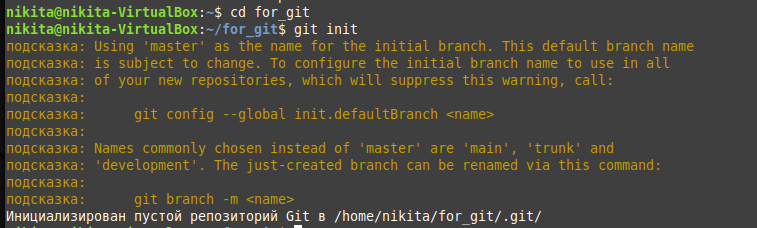 nikita@nikita-VirtualBox:~$ cd for_git
nikita@nikita-VirtualBox:~/for_git$ git init
подсказка: Using 'master' as the name for the initial branch. This default branch name
подсказка: is subject to change. To configure the initial branch name to use in all
подсказка: of your new repositories, which will suppress this warning, call:
подсказка:
подсказка: git config --global init.defaultBranch <name>
подсказка:
подсказка: Names commonly chosen instead of 'master' are 'main', 'trunk' and
подсказка: 'development'. The just-created branch can be renamed via this command:
подсказка:
подсказка: git branch -m <name>
Инициализирован пустой репозиторий Git в /home/nikita/for_git/.git/